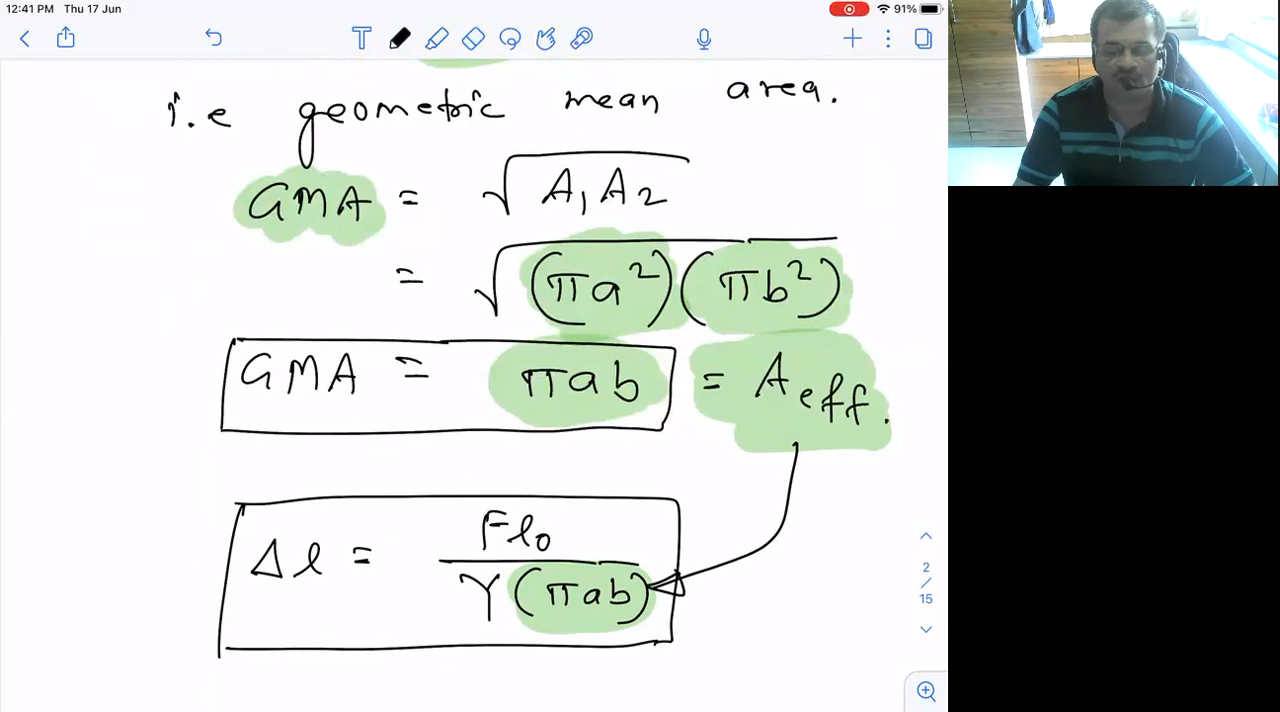 12:41 PM Thu 17 Jun
91%
T
i.e geometric mean area.
GMA = √A₁A₂
= √(πa²)(πb²)
GMA = πab = Aeff.
Δl = Fl₀
Y(πab)
2
/
15